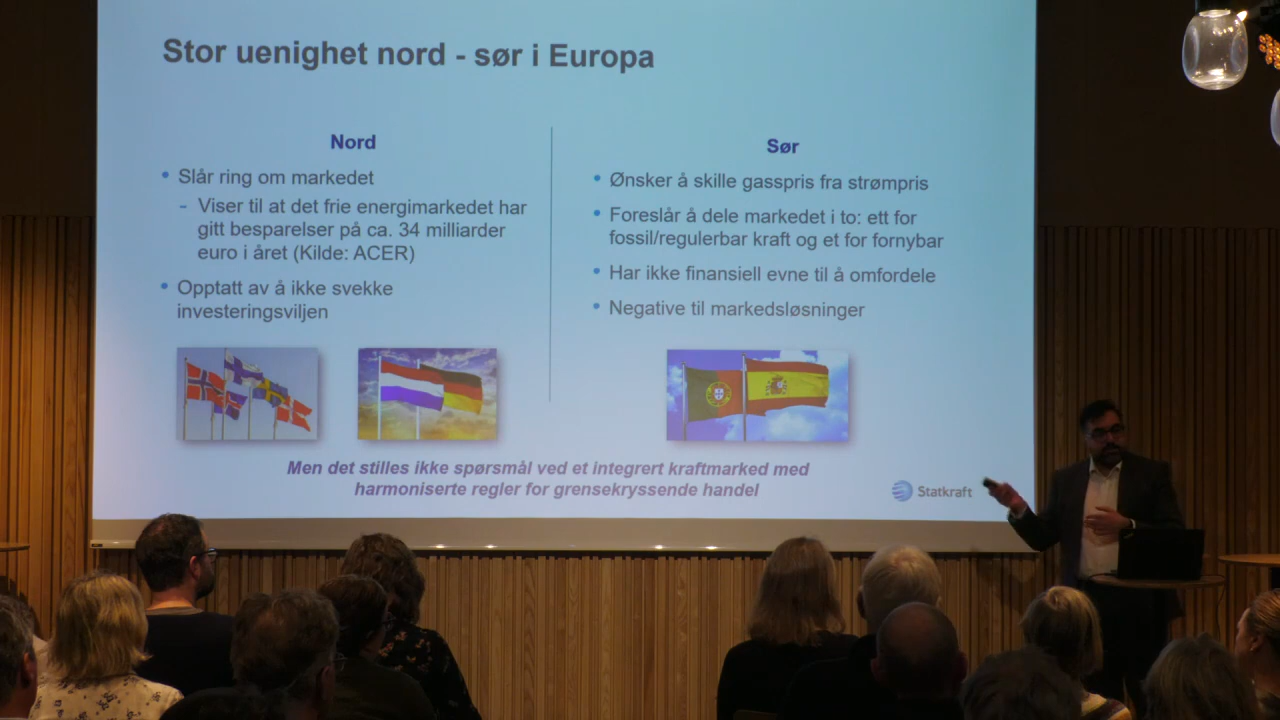 Stor uenighet nord - sør i Europa
Nord
• Slår ring om markedet
- Viser til at det frie energimarkedet har
gitt besparelser på ca. 34 milliarder
euro i året (Kilde: ACER)
• Opptatt av å ikke svekke
investeringsviljen
Sør
• Ønsker å skille gasspris fra strømpris
• Foreslår å dele markedet i to: ett for
fossil/regulerbar kraft og et for fornybar
• Har ikke finansiell evne til å omfordele
• Negative til markedsløsninger
Men det stilles ikke spørsmål ved et integrert kraftmarked med
harmoniserte regler for grensekryssende handel
Statkraft